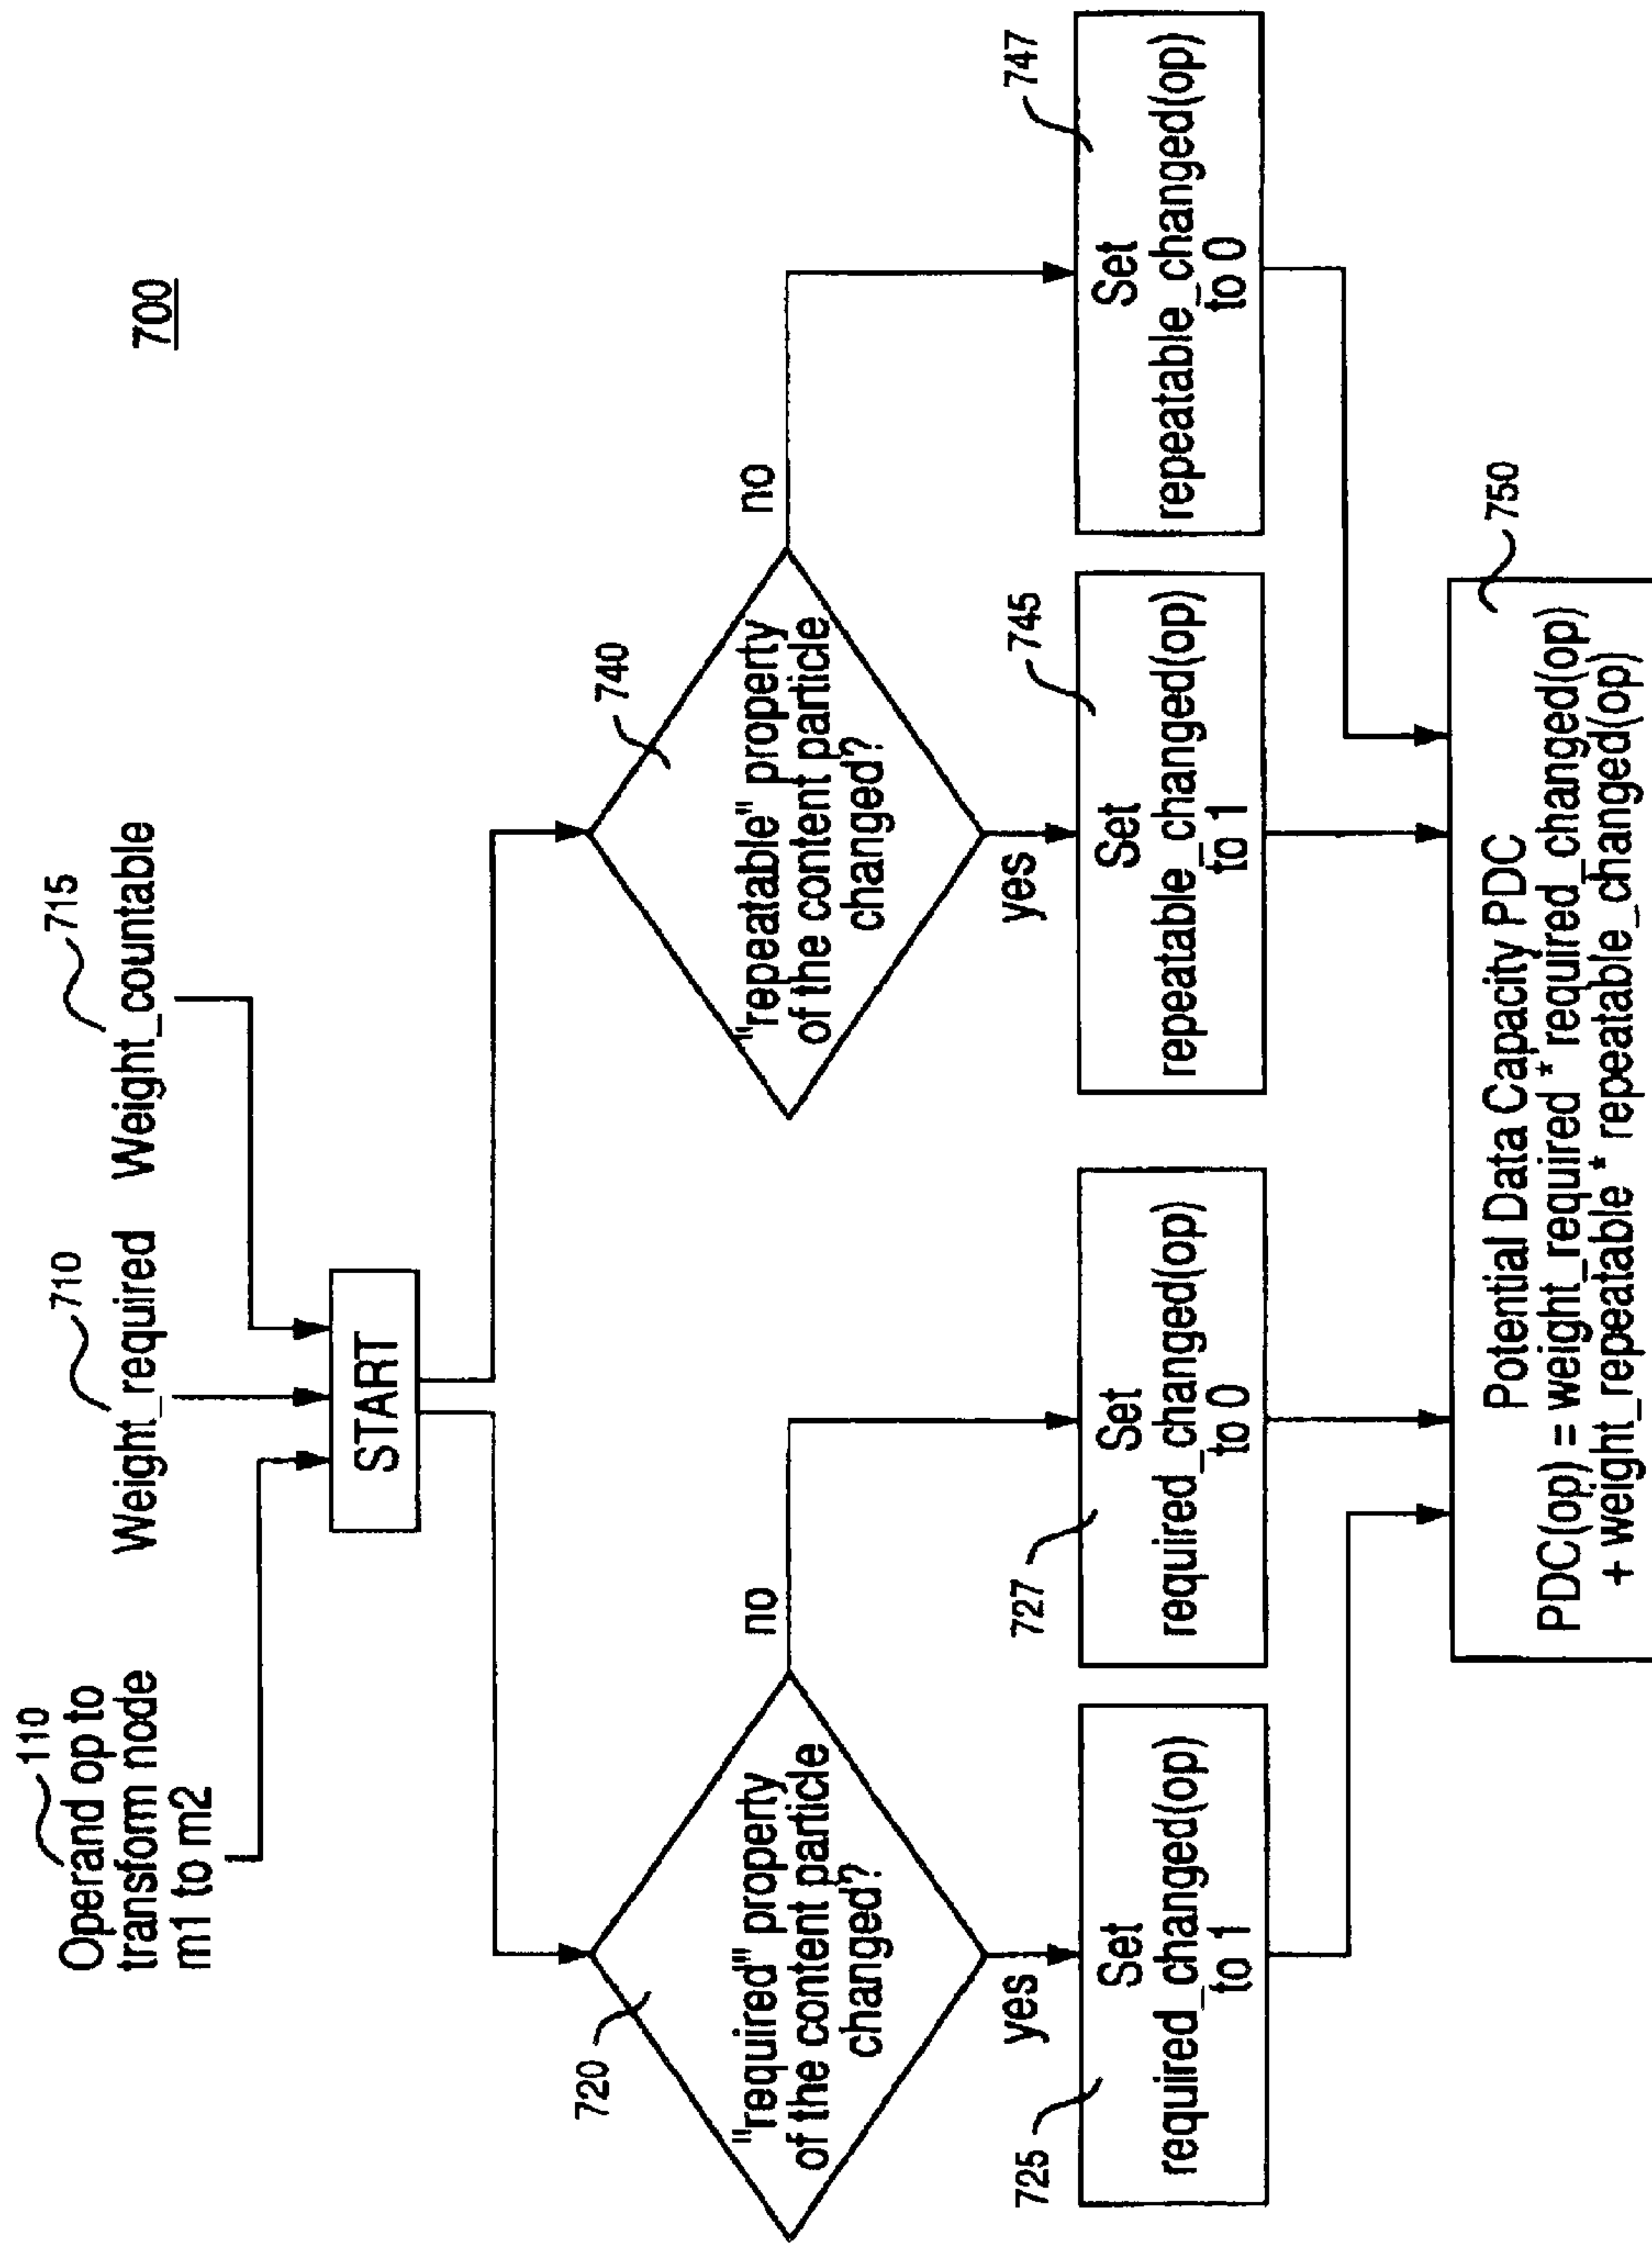 700
110
Operand op to
transform node
m1 to m2
710
Weight_required
715
Weight_countable
START
720
"required" property
of the content particle
changed?
no
yes
740
"repeatable" property
of the content particle
changed?
no
yes
725
Set
required_changed(op)
to 1
727
Set
required_changed(op)
to 0
745
Set
repeatable_changed(op)
to 1
747
Set
repeatable_changed(op)
to 0
750
Potential Data Capacity PDC
PDC(op) = weight_required * required_changed(op)
+ weight_repeatable * repeatable_changed(op)